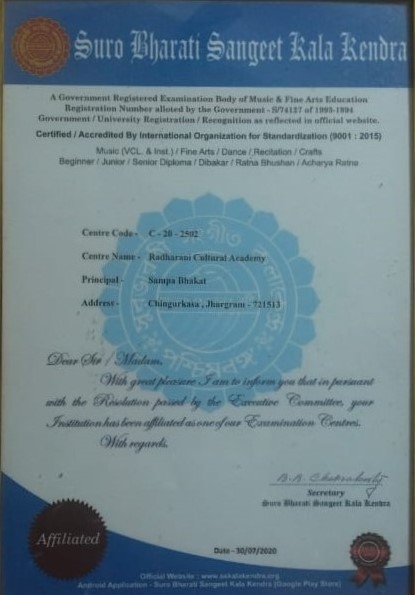 Suro Bharati Sangeet Kala Kendra
A Government Registered Examination Body of Music & Fine Arts Education
Registration Number alloted by the Government - S/74127 of 1993-1994
Government / University Registration / Recognition as reflected in official website.
Certified / Accredited By International Organization for Standardization (9001 : 2015)
Music (VCL. & Inst.) / Fine Arts / Dance / Recitation / Crafts
Beginner / Junior / Senior Diploma / Dibakar / Ratna Bhushan / Acharya Ratna
Centre Code - C - 20 - 2502
Centre Name - Radharani Cultural Academy
Principal - Sampa Bhakat
Address - Chingurkasa , Jhargram - 721513
Dear Sir / Madam,
With great pleasure I am to inform you that in pursuant
with the Resolution passed by the Executive Committee, your
Institution has been affiliated as one of our Examination Centres.
With regards.
B.B. Chakraborty
Secretary
Suro Bharati Sangeet Kala Kendra
Affiliated
Date - 30/07/2020
Official Website : www.sbkalakendra.org
Android Application - Suro Bharati Sangeet Kala Kendra (Google Play Store)